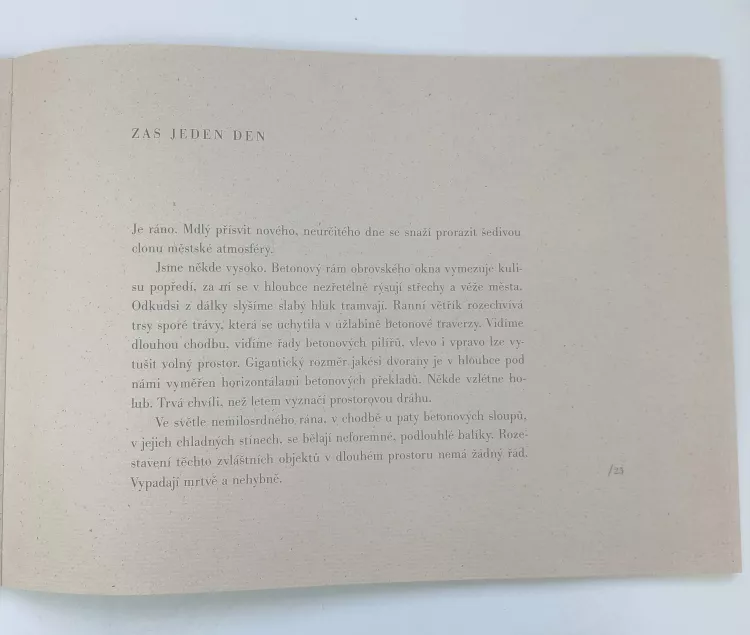 ZAS JEDEN DEN
Je ráno. Mdlý přísvit nového, neurčitého dne se snaží prorazit šedivou
clonu městské atmosféry.
Jsme někde vysoko. Betonový rám obrovského okna vymezuje kuli-
su popředí, za ní se v hloubce nezřetelně rýsují střechy a věže města.
Odkudsi z dálky slyšíme slabý hluk tramvají. Ranní větřík rozechvívá
trsy sporé trávy, která se uchytila v úžlabině betonové traverzy. Vidíme
dlouhou chodbu, vidíme řady betonových pilířů, vlevo i vpravo lze vy-
tušit volný prostor. Gigantický rozměr jakési dvorany je v hloubce pod
námi vyměřen horizontálami betonových překladů. Někde vzlétne ho-
lub. Trvá chvíli, než letem vyznačí prostorovou dráhu.
Ve světle nemilosrdného rána, v chodbě u paty betonových sloupů,
v jejich chladných stínech, se bělají neforemné, podlouhlé balíky. Roze-
stavení těchto zvláštních objektů v dlouhém prostoru nemá žádný řád.
Vypadají mrtvě a nehybně.
/25